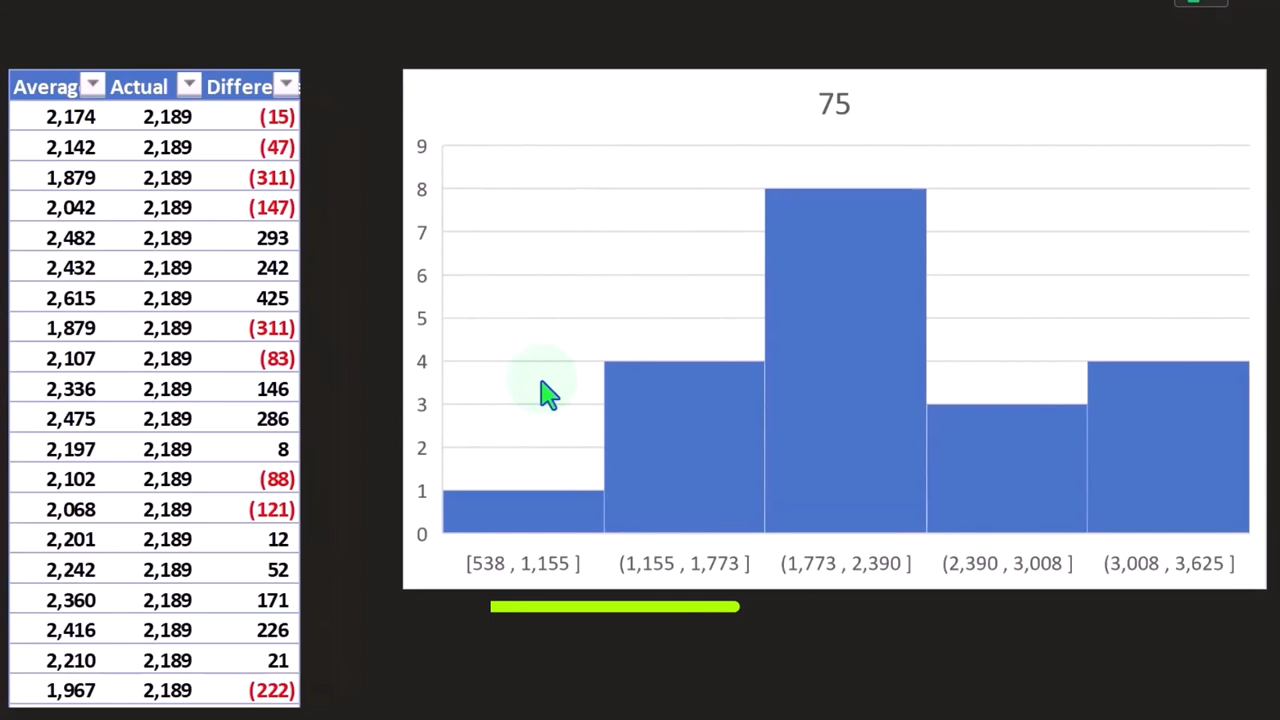 Averag Actual Differe
2,174 2,189 (15)
2,142 2,189 (47)
1,879 2,189 (311)
2,042 2,189 (147)
2,482 2,189 293
2,432 2,189 242
2,615 2,189 425
1,879 2,189 (311)
2,107 2,189 (83)
2,336 2,189 146
2,475 2,189 286
2,197 2,189 8
2,102 2,189 (88)
2,068 2,189 (121)
2,201 2,189 12
2,242 2,189 52
2,360 2,189 171
2,416 2,189 226
2,210 2,189 21
1,967 2,189 (222)
75
9
8
7
6
5
4
3
2
1
0
[538 , 1,155 ] (1,155 , 1,773 ] (1,773 , 2,390 ] (2,390 , 3,008 ] (3,008 , 3,625 ]